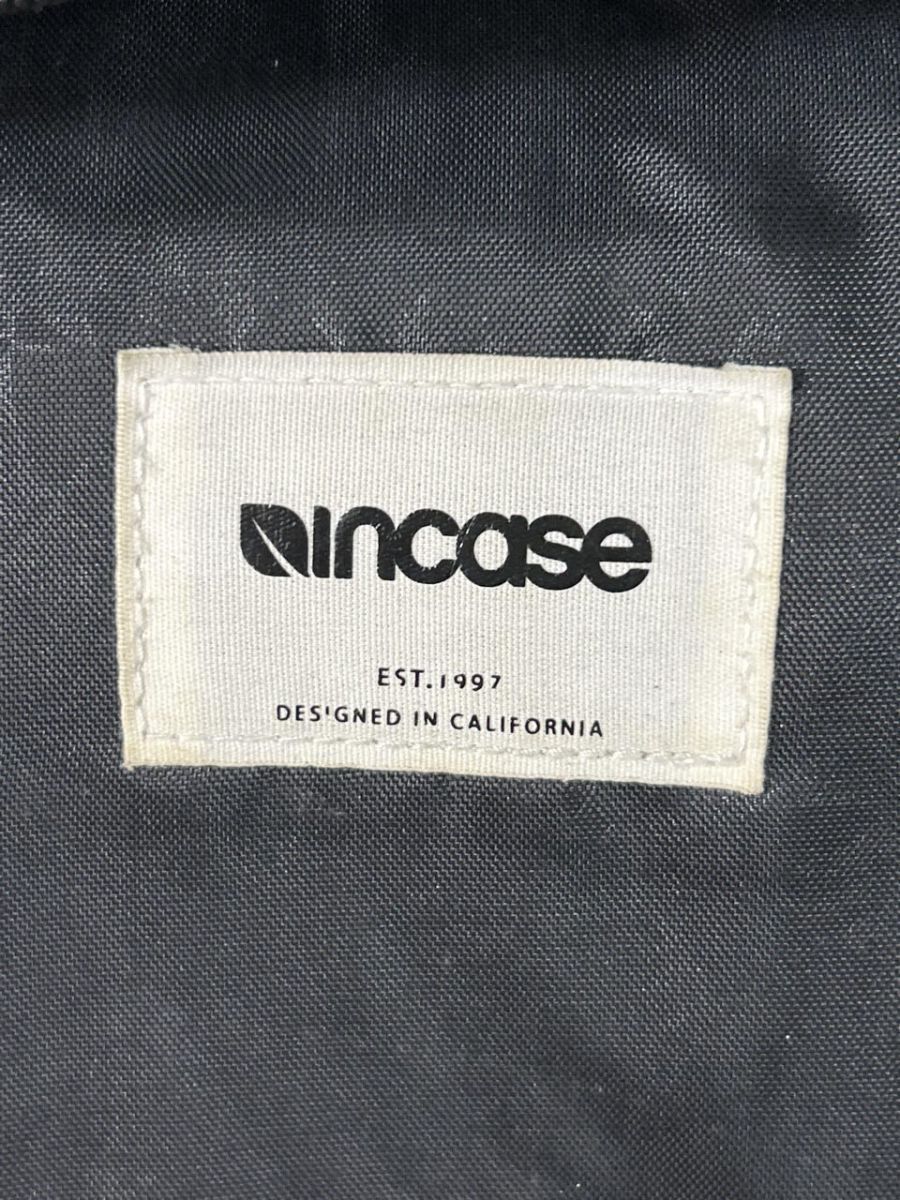 incase
EST.1997
DESIGNED IN CALIFORNIA